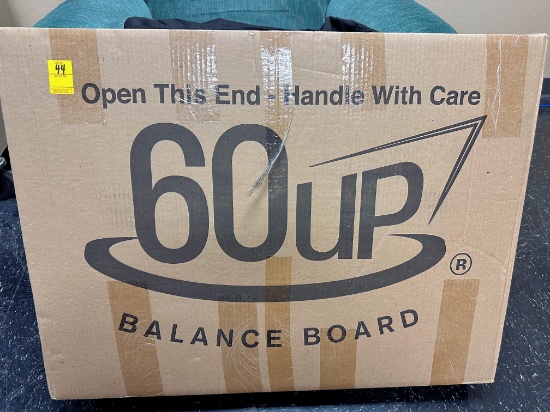 44
Open This End - Handle With Care
60uP
®
BALANCE BOARD